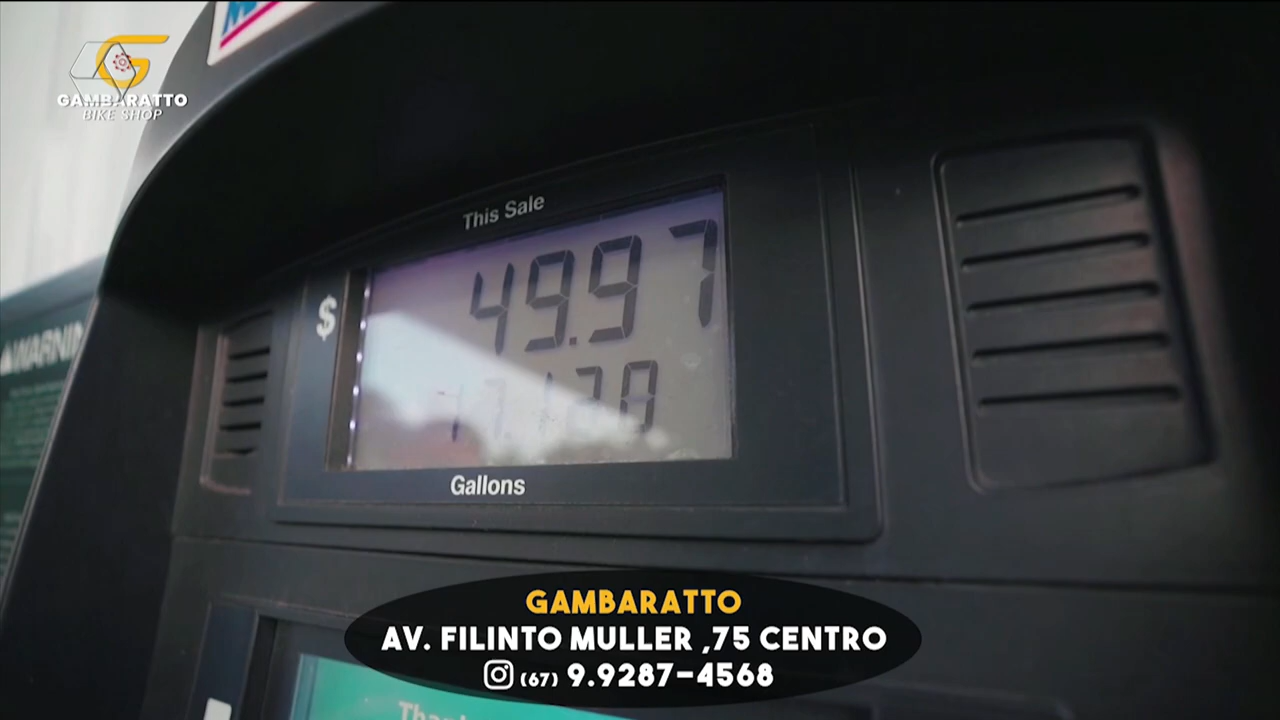 GAMBARATTO
BIKE SHOP
This Sale
$
49.97
Gallons
GAMBARATTO
AV. FILINTO MULLER ,75 CENTRO
(67) 9.9287-4568